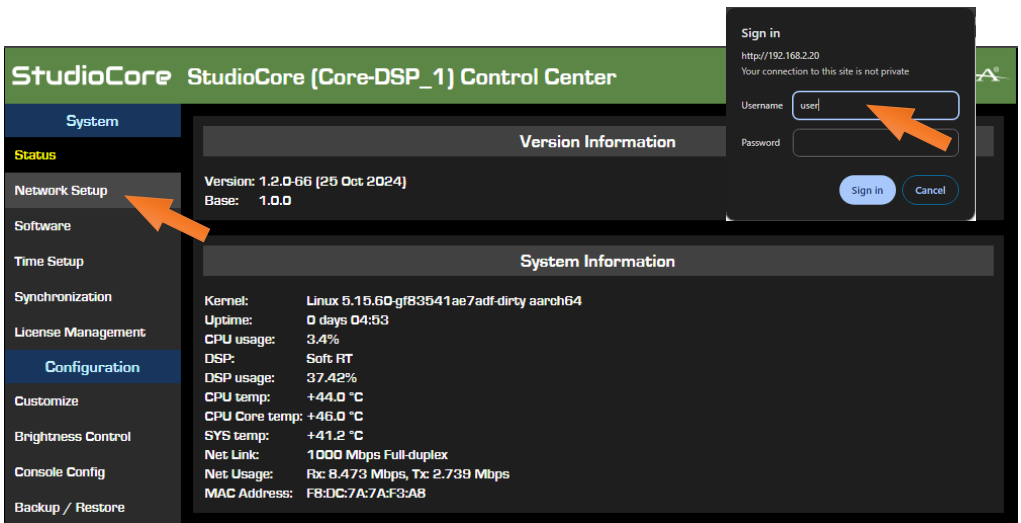 StudioCore StudioCore (Core-DSP_1) Control Center
System
Status
Network Setup
Software
Time Setup
Synchronization
License Management
Configuration
Customize
Brightness Control
Console Config
Backup / Restore
Version Information
Version: 1.2.0-66 (25 Oct 2024)
Base: 1.0.0
System Information
Kernel: Linux 5.15.60-gf83541ae7adf-dirty aarch64
Uptime: 0 days 04:53
CPU usage: 3.4%
DSP: Soft RT
DSP usage: 37.42%
CPU temp: +44.0 °C
CPU Core temp: +46.0 °C
SYS temp: +41.2 °C
Net Link: 1000 Mbps Full-duplex
Net Usage: Rx: 8.473 Mbps, Tx: 2.739 Mbps
MAC Address: F8:DC:7A:7A:F3:A8
Sign in
http://192.168.2.20
Your connection to this site is not private
Username user
Password
Sign in Cancel